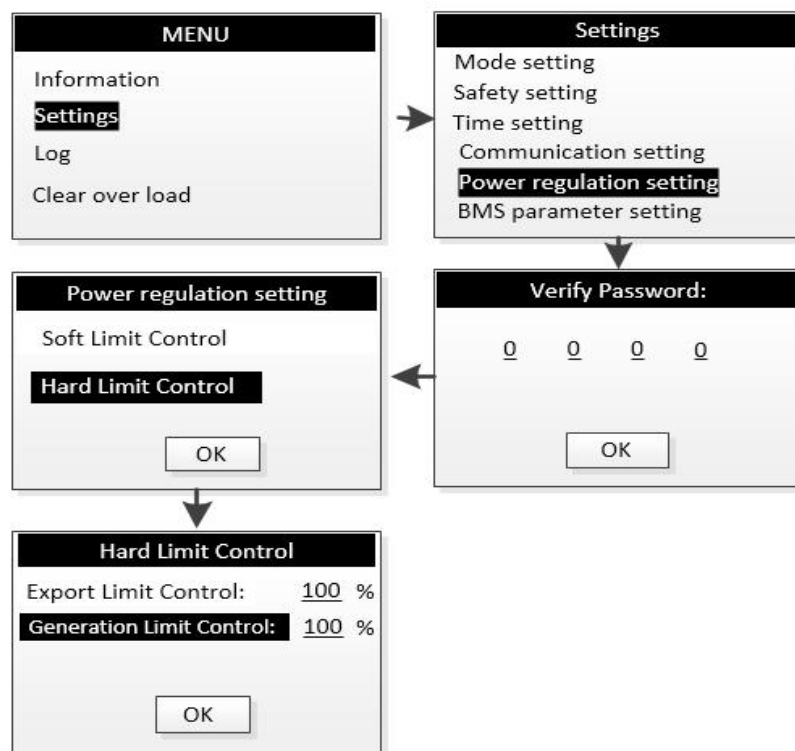 MENU
Information
Settings
Log
Clear over load
Settings
Mode setting
Safety setting
Time setting
Communication setting
Power regulation setting
BMS parameter setting
Verify Password:
0 0 0 0
OK
Power regulation setting
Soft Limit Control
Hard Limit Control
OK
Hard Limit Control
Export Limit Control: 100 %
Generation Limit Control: 100 %
OK